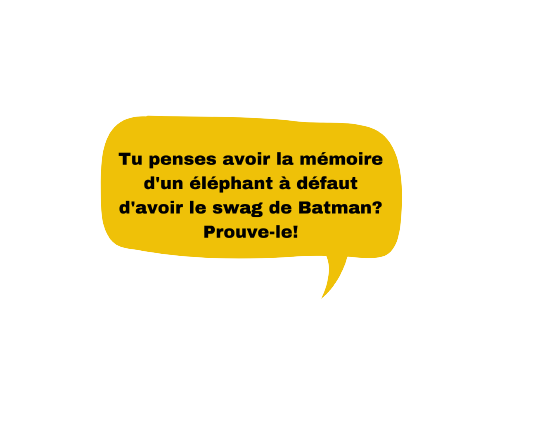 Tu penses avoir la mémoire
d'un éléphant à défaut
d'avoir le swag de Batman?
Prouve-le!